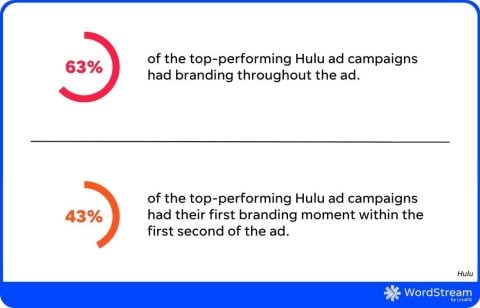 63%
of the top-performing Hulu ad campaigns
had branding throughout the ad.
43%
of the top-performing Hulu ad campaigns
had their first branding moment within the
first second of the ad.
Hulu
WordStream
by LocaliQ